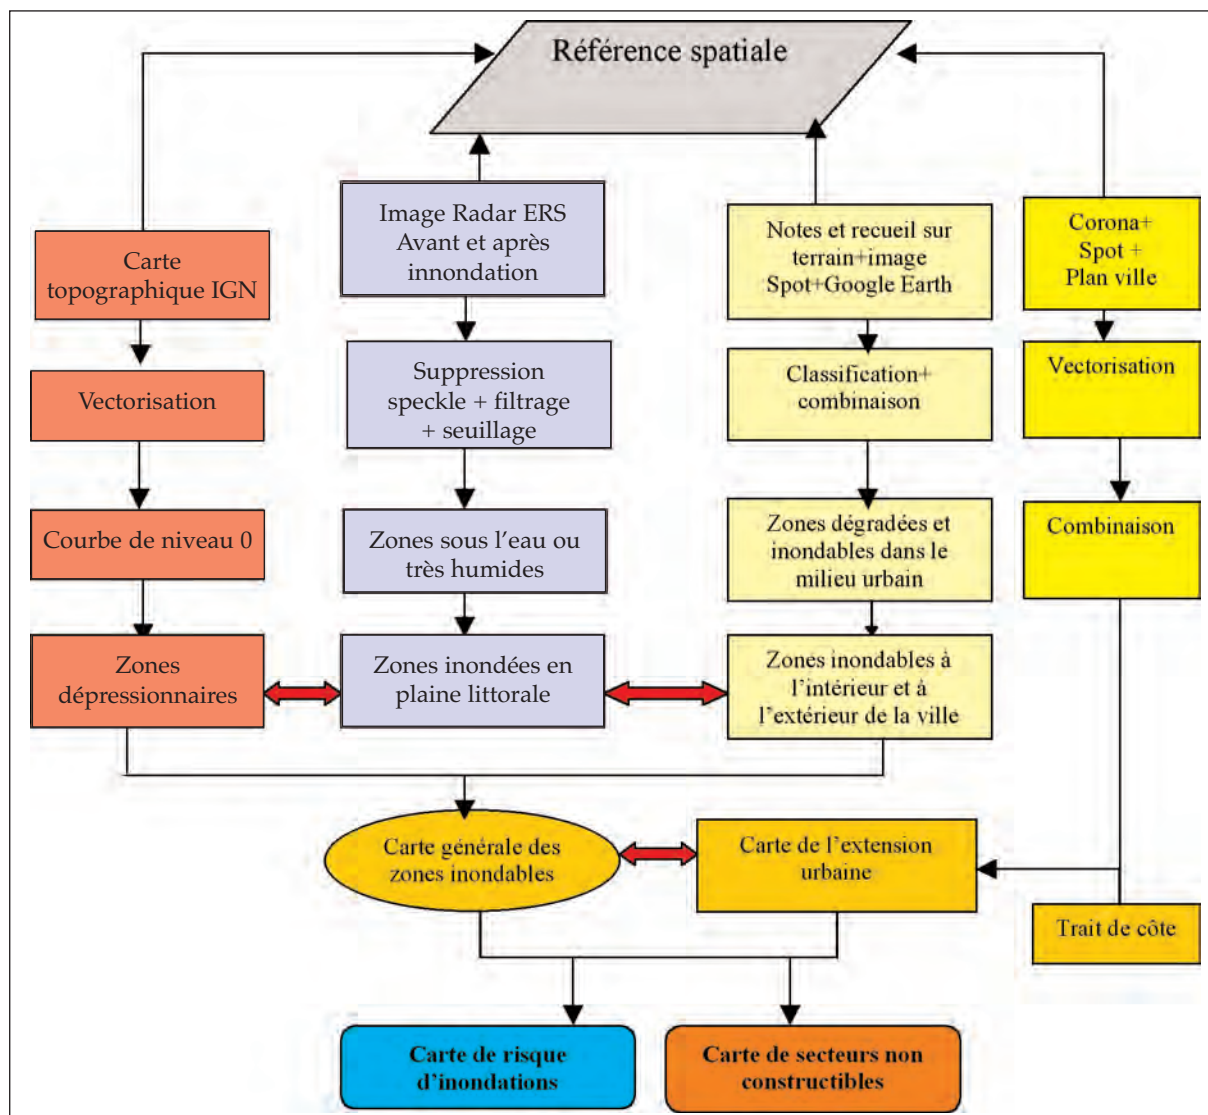 Référence spatiale
Carte
topographique IGN
Vectorisation
Courbe de niveau 0
Zones
dépressionnaires
Image Radar ERS
Avant et après
innondation
Suppression
speckle + filtrage
+ seuillage
Zones sous l'eau ou
très humides
Zones inondées en
plaine littorale
Notes et recueil sur
terrain+image
Spot+Google Earth
Classification+
combinaison
Zones dégradées et
inondables dans le
milieu urbain
Zones inondables à
l'intérieur et à
l'extérieur de la ville
Corona+
Spot +
Plan ville
Vectorisation
Combinaison
Carte générale des
zones inondables
Carte de l'extension
urbaine
Trait de côte
Carte de risque
d'inondations
Carte de secteurs non
constructibles